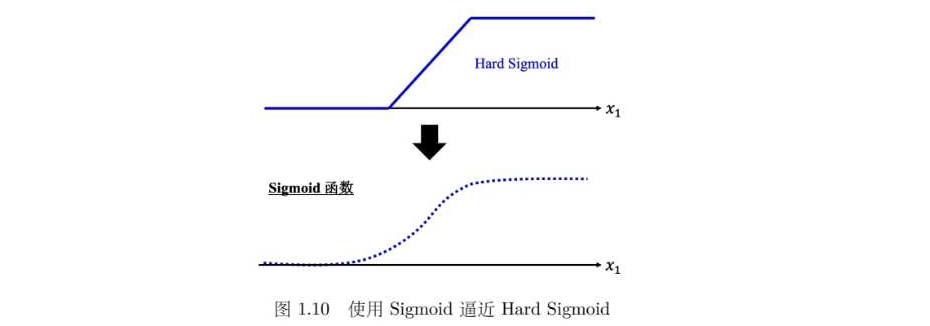 Hard Sigmoid
x₁
Sigmoid 函数
x₁
图 1.10 使用 Sigmoid 逼近 Hard Sigmoid